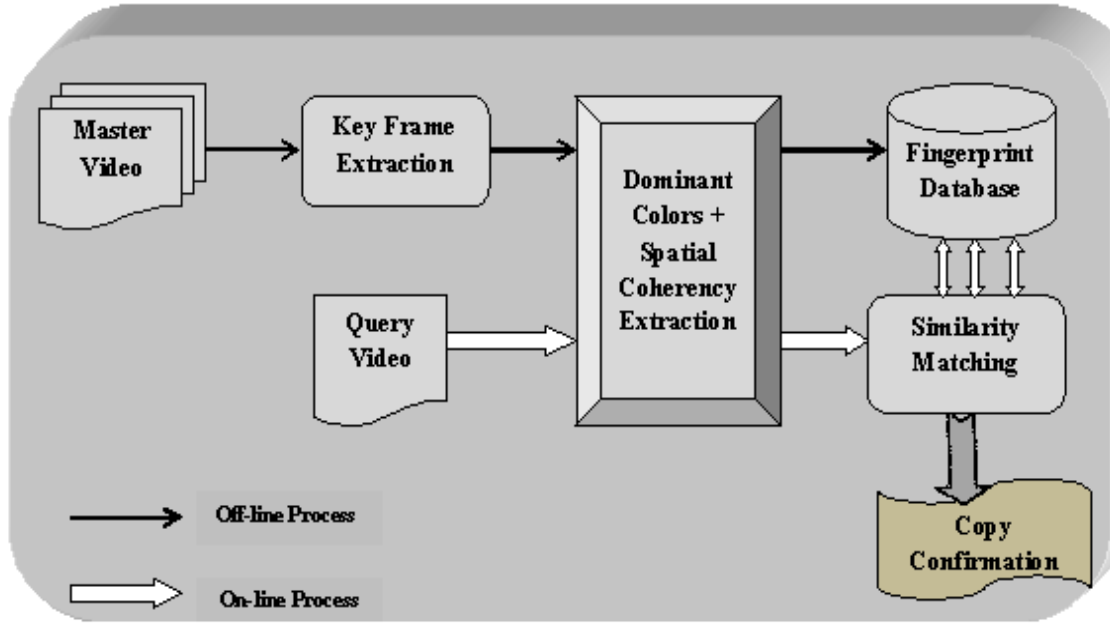 Master
Video
Key Frame
Extraction
Dominant
Colors +
Spatial
Coherency
Extraction
Fingerprint
Database
Query
Video
Similarity
Matching
Copy
Confirmation
Off-line Process
On-line Process